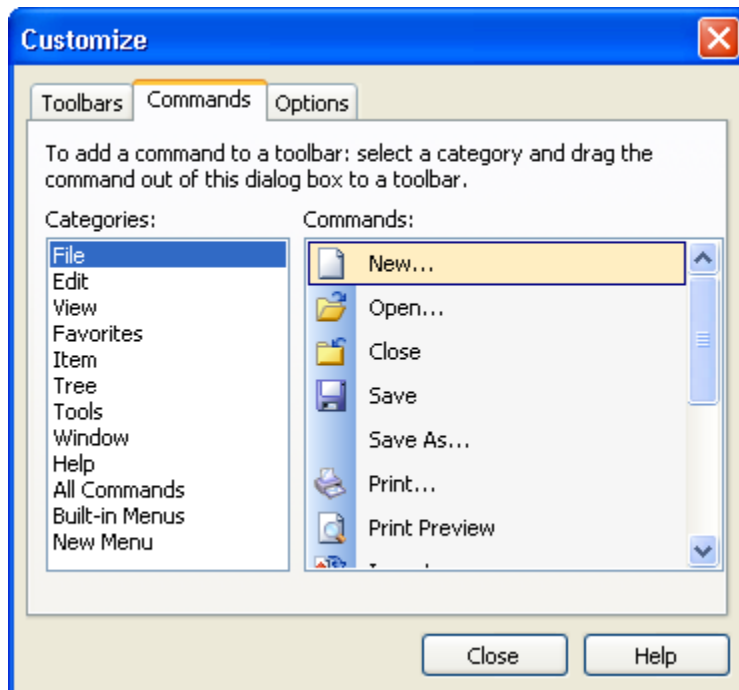 Customize
Toolbars Commands Options
To add a command to a toolbar: select a category and drag the
command out of this dialog box to a toolbar.
Categories:
File
Edit
View
Favorites
Item
Tree
Tools
Window
Help
All Commands
Built-in Menus
New Menu
Commands:
New...
Open...
Close
Save
Save As...
Print...
Print Preview
Close Help